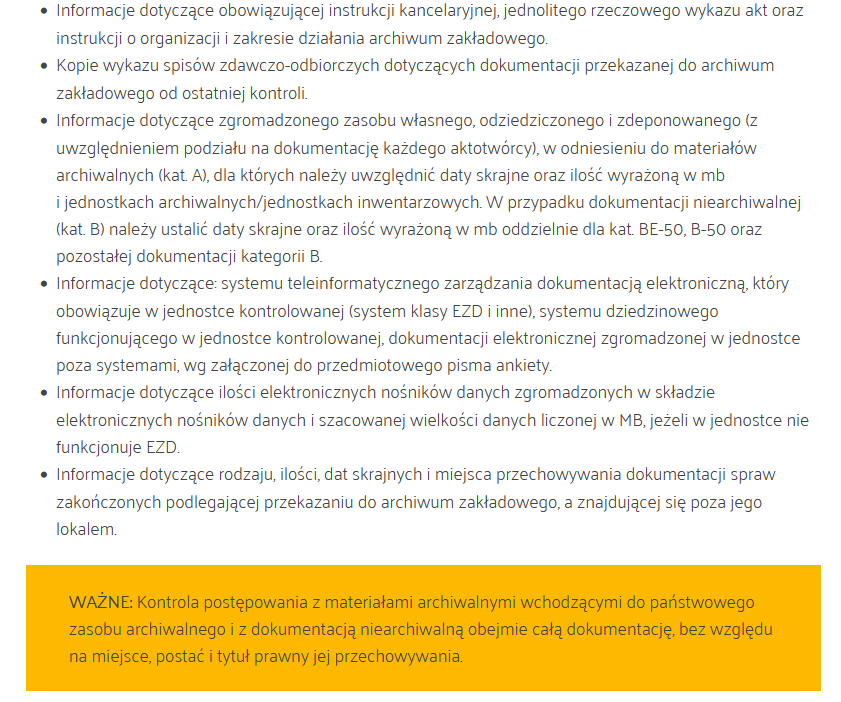 • Informacje dotyczące obowiązującej instrukcji kancelaryjnej, jednolitego rzeczowego wykazu akt oraz
instrukcji o organizacji i zakresie działania archiwum zakładowego.
• Kopie wykazu spisów zdawczo-odbiorczych dotyczących dokumentacji przekazanej do archiwum
zakładowego od ostatniej kontroli.
• Informacje dotyczące zgromadzonego zasobu własnego, odziedziczonego i zdeponowanego (z
uwzględnieniem podziału na dokumentację każdego aktotwórcy), w odniesieniu do materiałów
archiwalnych (kat. A), dla których należy uwzględnić daty skrajne oraz ilość wyrażoną w mb
i jednostkach archiwalnych/jednostkach inwentarzowych. W przypadku dokumentacji niearchiwalnej
(kat. B) należy ustalić daty skrajne oraz ilość wyrażoną w mb oddzielnie dla kat. BE-50, B-50 oraz
pozostałej dokumentacji kategorii B.
• Informacje dotyczące: systemu teleinformatycznego zarządzania dokumentacją elektroniczną, który
obowiązuje w jednostce kontrolowanej (system klasy EZD i inne), systemu dziedzinowego
funkcjonującego w jednostce kontrolowanej, dokumentacji elektronicznej zgromadzonej w jednostce
poza systemami, wg załączonej do przedmiotowego pisma ankiety.
• Informacje dotyczące ilości elektronicznych nośników danych zgromadzonych w składzie
elektronicznych nośników danych i szacowanej wielkości danych liczonej w MB, jeżeli w jednostce nie
funkcjonuje EZD.
• Informacje dotyczące rodzaju, ilości, dat skrajnych i miejsca przechowywania dokumentacji spraw
zakończonych podlegającej przekazaniu do archiwum zakładowego, a znajdującej się poza jego
lokalem.
WAŻNE: Kontrola postępowania z materiałami archiwalnymi wchodzącymi do państwowego
zasobu archiwalnego i z dokumentacją niearchiwalną obejmie całą dokumentację, bez względu
na miejsce, postać i tytuł prawny jej przechowywania.